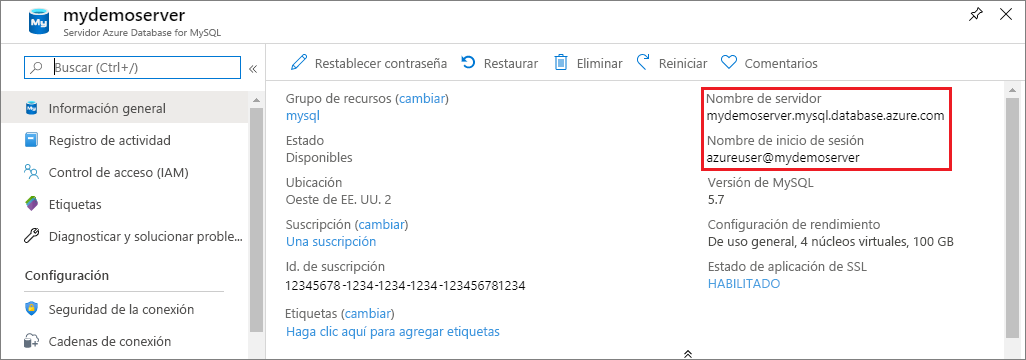 mydemoserver
Servidor Azure Database for MySQL
Buscar (Ctrl+/)
«
Información general
Registro de actividad
Control de acceso (IAM)
Etiquetas
Diagnosticar y solucionar proble...
Configuración
Seguridad de la conexión
Cadenas de conexión
Restablecer contraseña
Restaurar
Eliminar
Reiniciar
Comentarios
Grupo de recursos (cambiar)
mysql
Estado
Disponibles
Ubicación
Oeste de EE. UU. 2
Suscripción (cambiar)
Una suscripción
Id. de suscripción
12345678-1234-1234-1234-123456781234
Etiquetas (cambiar)
Haga clic aquí para agregar etiquetas
Nombre de servidor
mydemoserver.mysql.database.azure.com
Nombre de inicio de sesión
azureuser@mydemoserver
Versión de MySQL
5.7
Configuración de rendimiento
De uso general, 4 núcleos virtuales, 100 GB
Estado de aplicación de SSL
HABILITADO